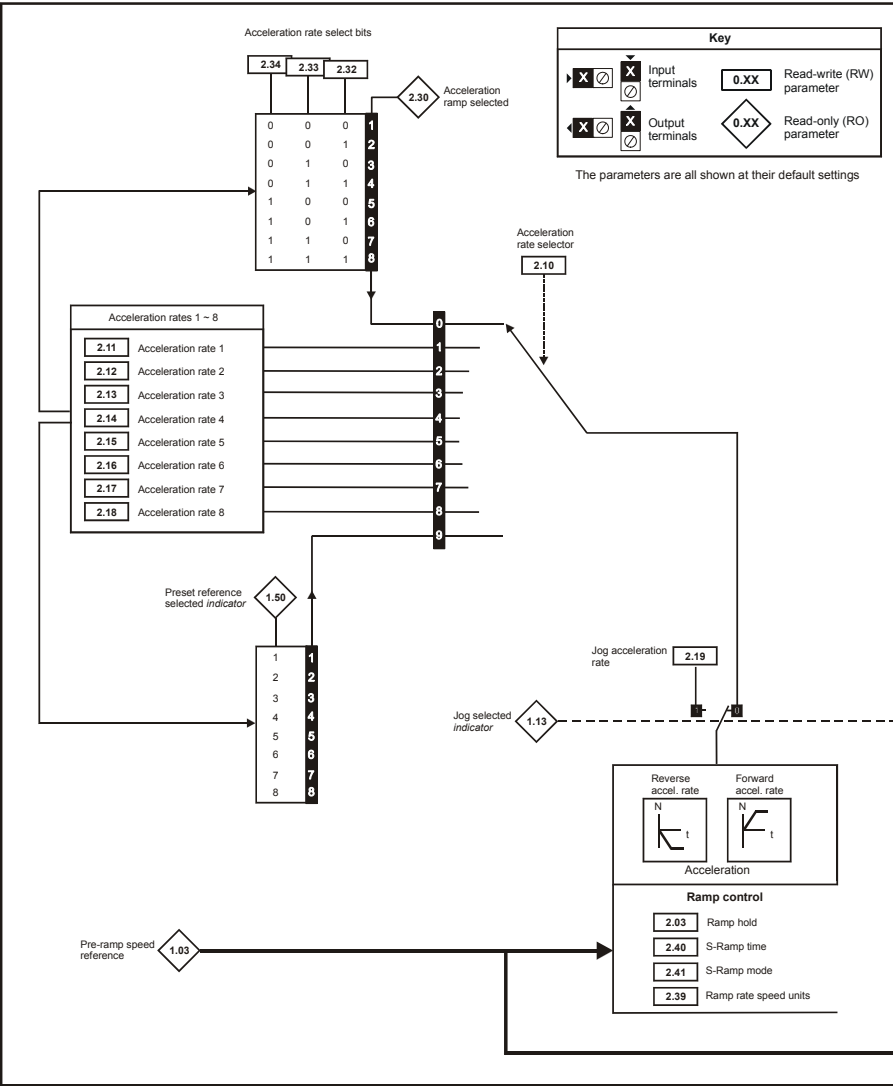 Acceleration rate select bits
2.34 2.33 2.32
2.30
Acceleration
ramp selected
0 0 0 1
0 0 1 2
0 1 0 3
0 1 1 4
1 0 0 5
1 0 1 6
1 1 0 7
1 1 1 8
Key
X X Input
terminals
X X Output
terminals
0.XX Read-write (RW)
parameter
0.XX Read-only (RO)
parameter
The parameters are all shown at their default settings
Acceleration
rate selector
2.10
Acceleration rates 1 ~ 8
2.11 Acceleration rate 1
2.12 Acceleration rate 2
2.13 Acceleration rate 3
2.14 Acceleration rate 4
2.15 Acceleration rate 5
2.16 Acceleration rate 6
2.17 Acceleration rate 7
2.18 Acceleration rate 8
0
1
2
3
4
5
6
7
8
9
Preset reference
selected indicator
1.50
1 1
2 2
3 3
4 4
5 5
6 6
7 7
8 8
Jog acceleration
rate
2.19
1 0
Jog selected
indicator
1.13
Reverse
accel. rate
N
t
Forward
accel. rate
N
t
Acceleration
Ramp control
2.03 Ramp hold
2.40 S-Ramp time
2.41 S-Ramp mode
2.39 Ramp rate speed units
Pre-ramp speed
reference
1.03